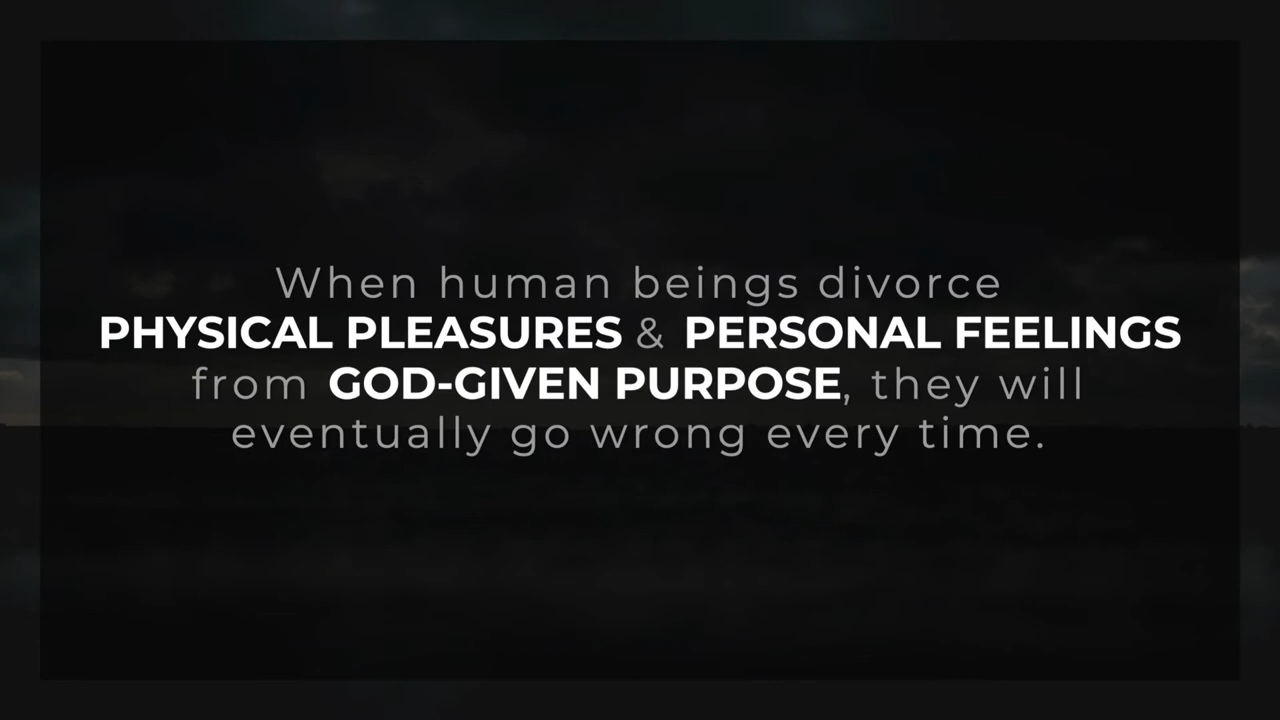 When human beings divorce
PHYSICAL PLEASURES & PERSONAL FEELINGS
from GOD-GIVEN PURPOSE, they will
eventually go wrong every time.